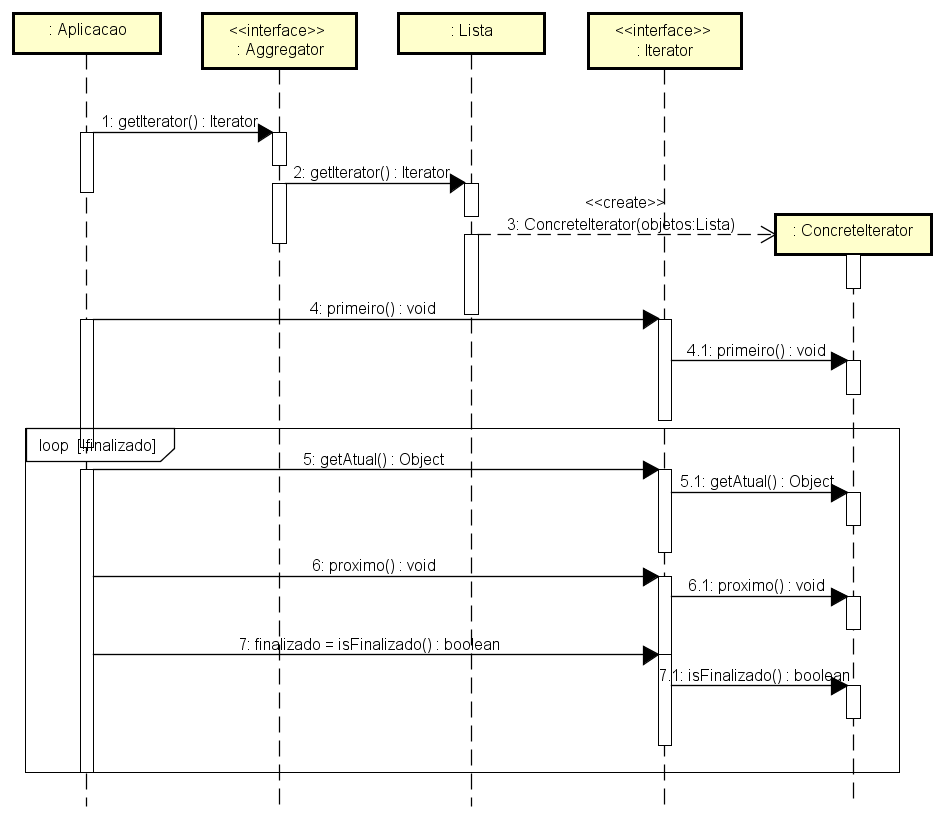 : Aplicacao
<<interface>>
: Aggregator
: Lista
<<interface>>
: Iterator
1: getIterator() : Iterator
2: getIterator() : Iterator
<<create>>
3: ConcreteIterator(objetos:Lista)
: ConcreteIterator
4: primeiro() : void
4.1: primeiro() : void
loop [!finalizado]
5: getAtual() : Object
5.1: getAtual() : Object
6: proximo() : void
6.1: proximo() : void
7: finalizado = isFinalizado() : boolean
7.1: isFinalizado() : boolean